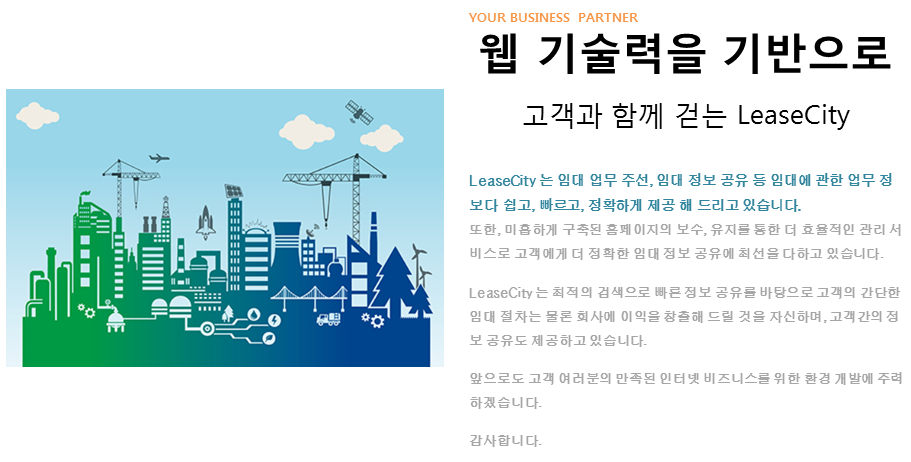 YOUR BUSINESS PARTNER
웹 기술력을 기반으로
고객과 함께 걷는 LeaseCity
LeaseCity 는 임대 업무 주선, 임대 정보 공유 등 임대에 관한 업무 정
보다 쉽고, 빠르고, 정확하게 제공 해 드리고 있습니다.
또한, 미흡하게 구축된 홈페이지의 보수, 유지를 통한 더 효율적인 관리 서
비스로 고객에게 더 정확한 임대 정보 공유에 최선을 다하고 있습니다.
LeaseCity 는 최적의 검색으로 빠른 정보 공유를 바탕으로 고객의 간단한
임대 절차는 물론 회사에 이익을 창출해 드릴 것을 자신하며, 고객간의 정
보 공유도 제공하고 있습니다.
앞으로도 고객 여러분의 만족된 인터넷 비즈니스를 위한 환경 개발에 주력
하겠습니다.
감사합니다.